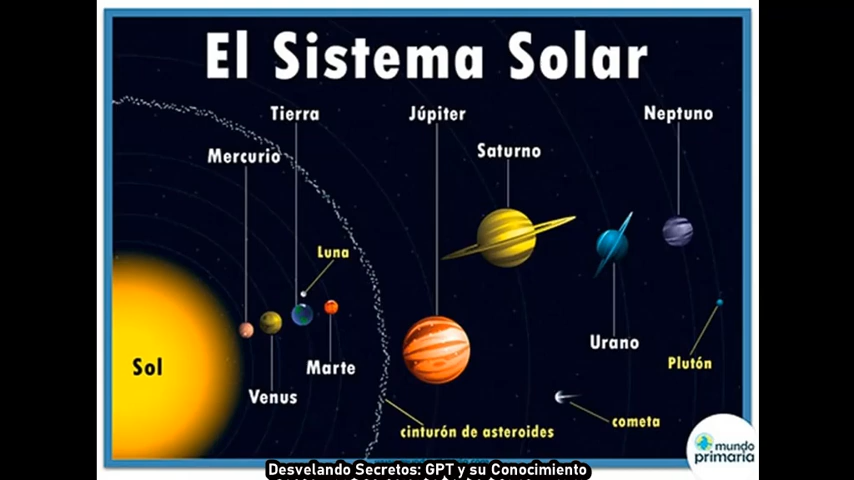 El Sistema Solar
Tierra
Júpiter
Neptuno
Mercurio
Saturno
Luna
Sol
Marte
Venus
Urano
Plutón
cinturón de asteroides
cometa
mundo
primaria
Desvelando Secretos: GPT y su Conocimiento